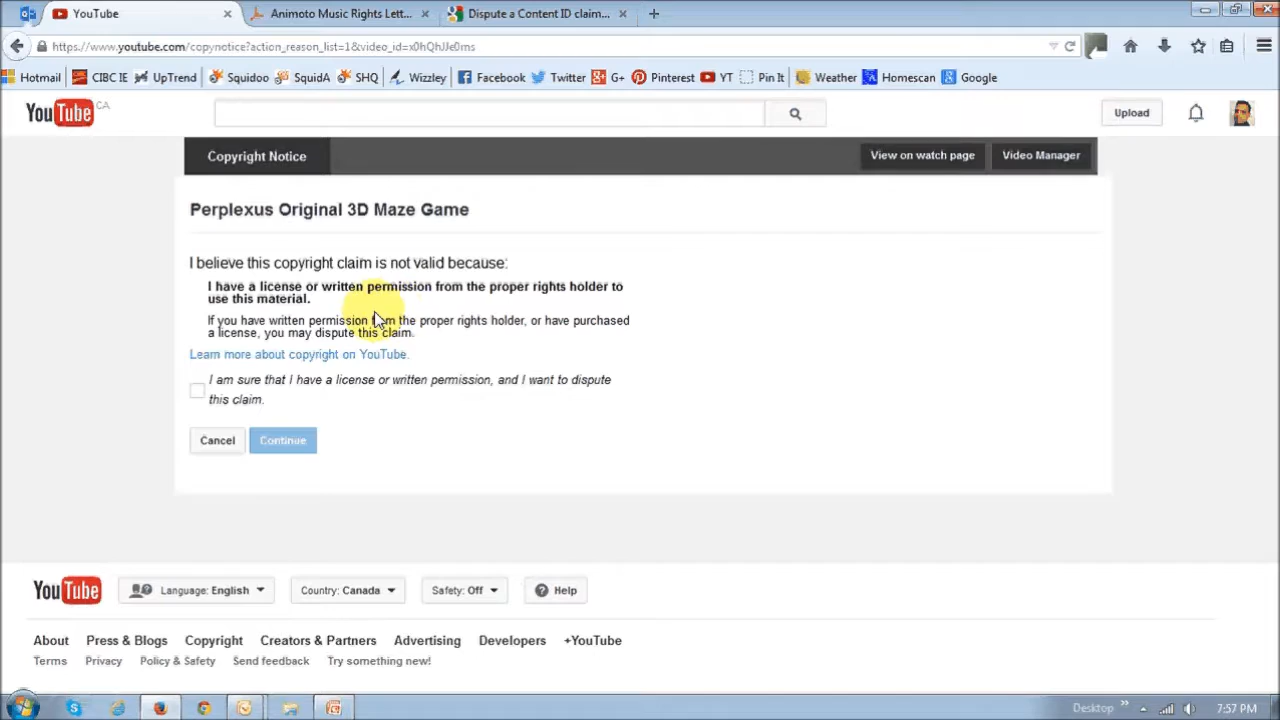 YouTube
Animoto Music Rights Lett...
Dispute a Content ID claim...
https://www.youtube.com/copynotice?action_reason_list=1&video_id=x0hQhJJe0ms
Hotmail CIBC IE UpTrend Squidoo SquidA SHQ Wizzley Facebook Twitter G+ Pinterest YT Pin It Weather Homescan Google
YouTube CA
Upload
Copyright Notice
View on watch page
Video Manager
Perplexus Original 3D Maze Game
I believe this copyright claim is not valid because:
I have a license or written permission from the proper rights holder to
use this material.
If you have written permission from the proper rights holder, or have purchased
a license, you may dispute this claim.
Learn more about copyright on YouTube.
I am sure that I have a license or written permission, and I want to dispute
this claim.
Cancel Continue
YouTube Language: English Country: Canada Safety: Off Help
About Press & Blogs Copyright Creators & Partners Advertising Developers +YouTube
Terms Privacy Policy & Safety Send feedback Try something new!
Desktop 7:57 PM